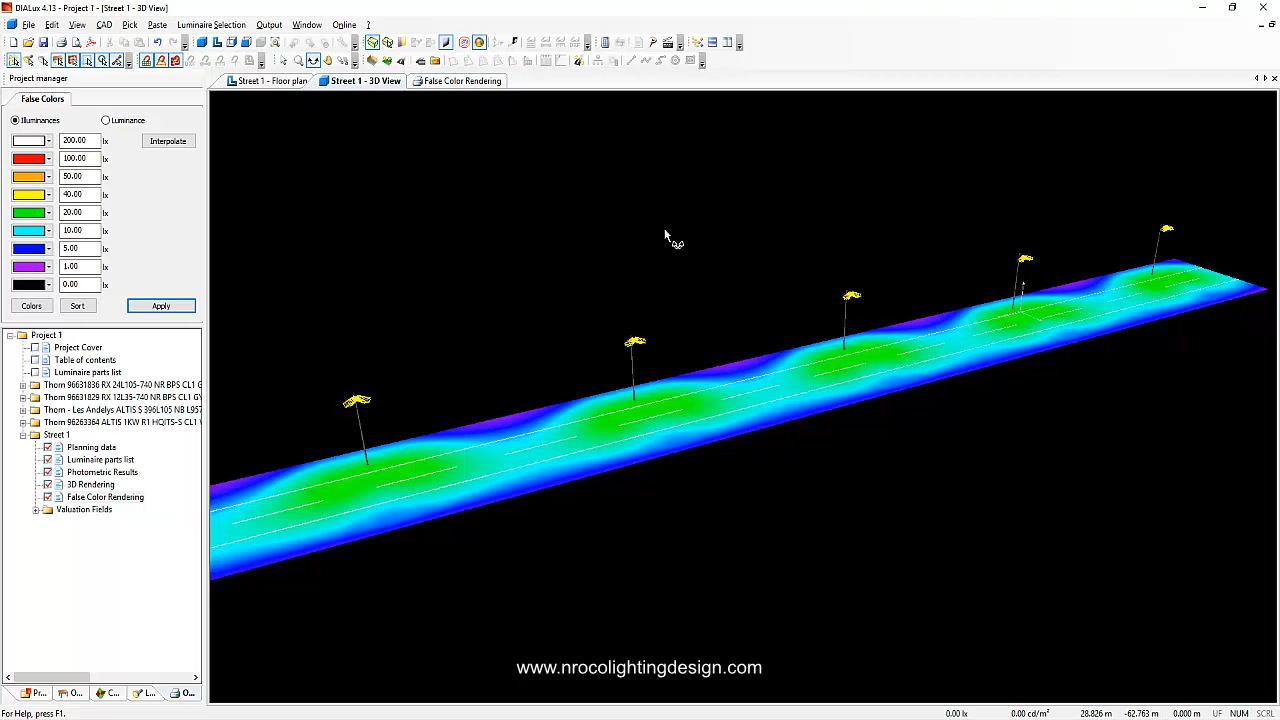 DIALux 4.13 - Project 1 - [Street 1 - 3D View]
File Edit View CAD Pick Paste Luminaire Selection Output Window Online ?
Project manager
Street 1 - Floor plan
Street 1 - 3D View
False Color Rendering
False Colors
Illuminances
Luminance
200.00 lx
Interpolate
100.00 lx
50.00 lx
40.00 lx
20.00 lx
10.00 lx
5.00 lx
1.00 lx
0.00 lx
Colors
Sort
Apply
Project 1
Project Cover
Table of contents
Luminaire parts list
Thorn 96631836 RX 24L105-740 NR BPS CL1 G
Thorn 96631829 RX 12L35-740 NR BPS CL1 GY
Thorn - Les Andelys ALTIS S 396L105 NB L957
Thorn 96263364 ALTIS 1KW R1 HQITS-S CL1
Street 1
Planning data
Luminaire parts list
Photometric Results
3D Rendering
False Color Rendering
Valuation Fields
www.nrocolightingdesign.com
Pr... O... C... L... O...
For Help, press F1.
0.00 lx
0.00 cd/m²
28.826 m
-62.763 m
0.000 m
UF
NUM
SCRL